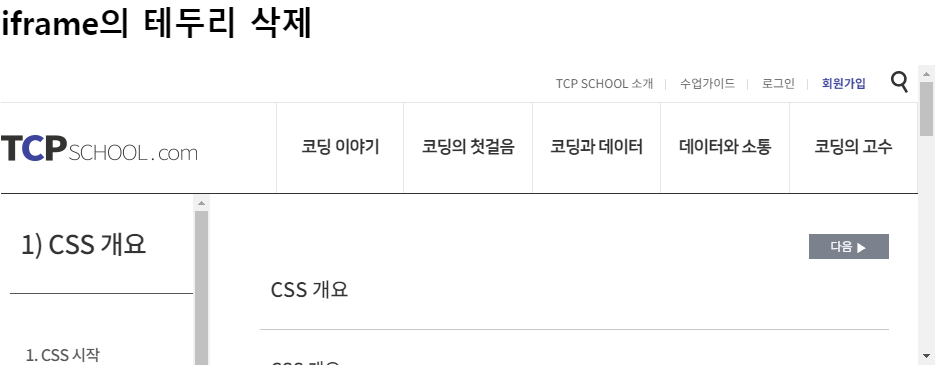 iframe의 테두리 삭제
TCP SCHOOL 소개 | 수업가이드 | 로그인 | 회원가입
TCPSCHOOL.com
코딩 이야기 코딩의 첫걸음 코딩과 데이터 데이터와 소통 코딩의 고수
1) CSS 개요
다음 ▶
CSS 개요
1. CSS 시작
CSS 개요